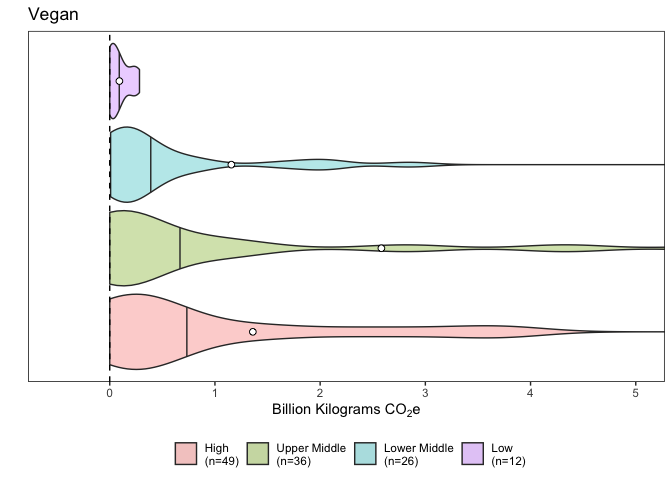 Vegan
0 1 2 3 4 5
Billion Kilograms CO₂e
High Upper Middle Lower Middle Low
(n=49) (n=36) (n=26) (n=12)